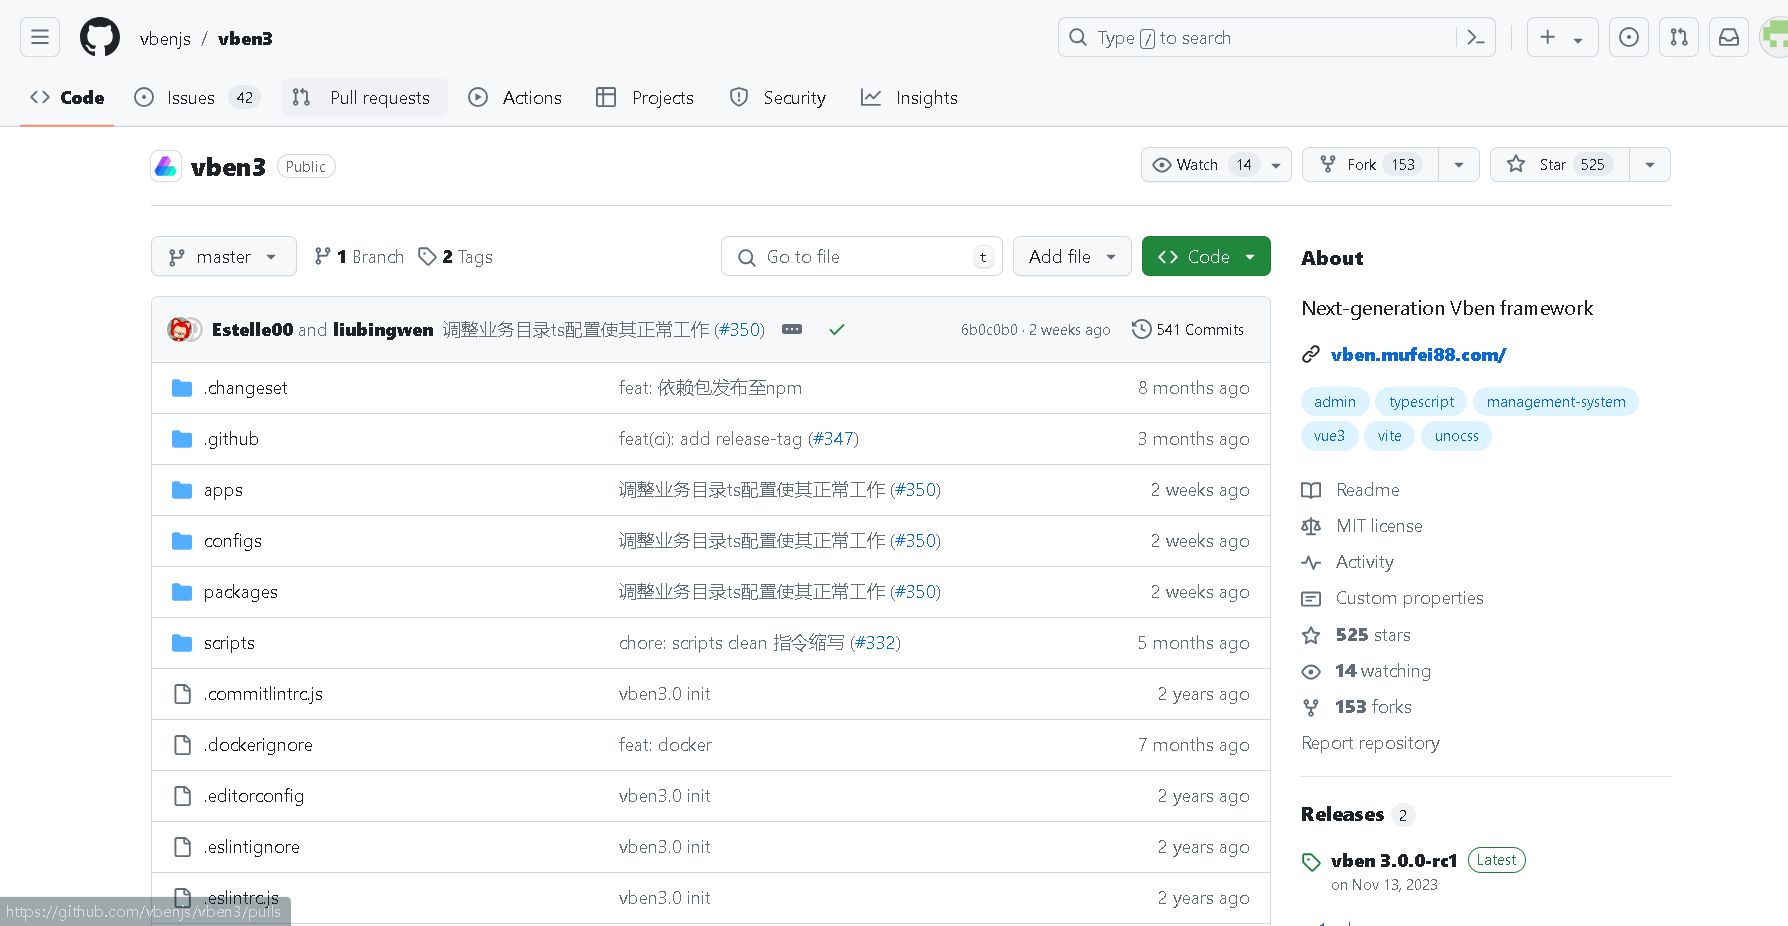 vbenjs / vben3
Type / to search
Code
Issues 42
Pull requests
Actions
Projects
Security
Insights
vben3 Public
Watch 14
Fork 153
Star 525
master
1 Branch
2 Tags
Go to file t
Add file
Code
Estelle00 and liubingwen 调整业务目录ts配置使其正常工作 (#350)
6b0c0b0 · 2 weeks ago
541 Commits
.changeset feat: 依赖包发布至npm 8 months ago
.github feat(ci): add release-tag (#347) 3 months ago
apps 调整业务目录ts配置使其正常工作 (#350) 2 weeks ago
configs 调整业务目录ts配置使其正常工作 (#350) 2 weeks ago
packages 调整业务目录ts配置使其正常工作 (#350) 2 weeks ago
scripts chore: scripts clean 指令缩写 (#332) 5 months ago
.commitlintrc.js vben3.0 init 2 years ago
.dockerignore feat: docker 7 months ago
.editorconfig vben3.0 init 2 years ago
.eslintignore vben3.0 init 2 years ago
.eslintrc.js vben3.0 init 2 years ago
https://github.com/vbenjs/vben3/pulls
About
Next-generation Vben framework
vben.mufei88.com/
admin typescript management-system
vue3 vite unocss
Readme
MIT license
Activity
Custom properties
525 stars
14 watching
153 forks
Report repository
Releases 2
vben 3.0.0-rc1 Latest
on Nov 13, 2023